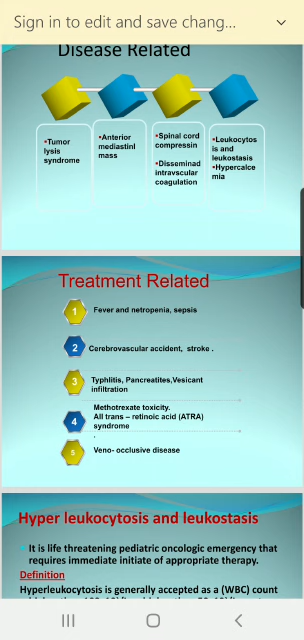 Sign in to edit and save chang...
Disease Related
▪Tumor
lysis
syndrome
▪Anterior
mediastinl
mass
▪Spinal cord
compressin
▪Disseminad
intravscular
coagulation
▪Leukocytos
is and
leukostasis
▪Hypercalce
mia
Treatment Related
1
Fever and netropenia, sepsis
2
Cerebrovascular accident, stroke .
3
Typhlitis, Pancreatites,Vesicant
infiltration
4
Methotrexate toxicity.
All trans – retinoic acid (ATRA)
syndrome
.
5
Veno- occlusive disease
Hyper leukocytosis and leukostasis
It is life threatening pediatric oncologic emergency that
requires immediate initiate of appropriate therapy.
Definition
Hyperleukocytosis is generally accepted as a (WBC) count